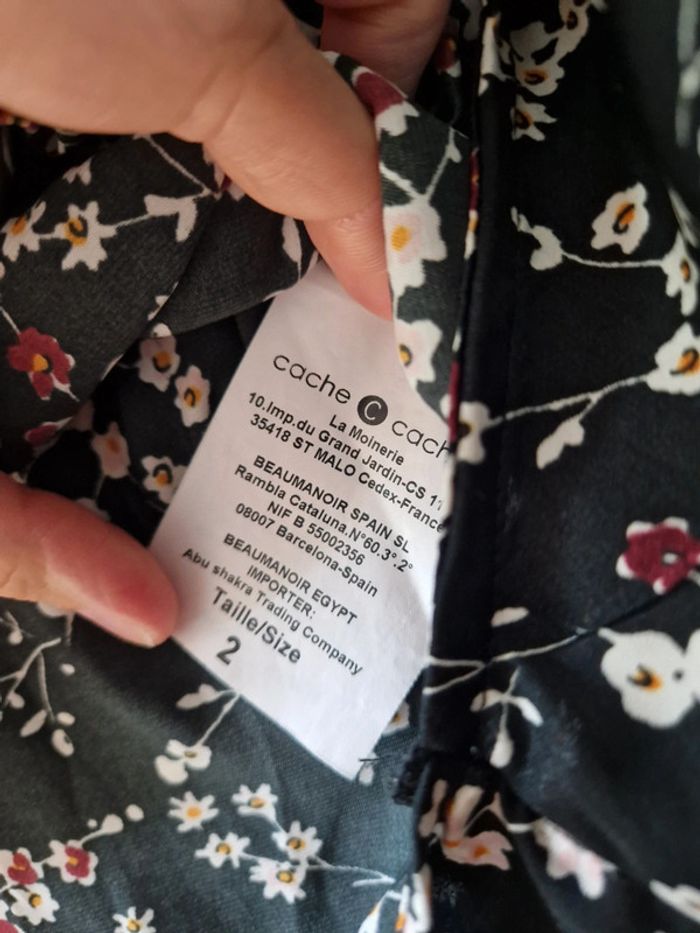 cache C cach
La Moinerie
10.Imp.du Grand Jardin-CS 11
35418 ST MALO Cedex-France
BEAUMANOIR SPAIN SL
Rambla Cataluna.N°60.3°.2°
NIF B 55002356
08007 Barcelona-Spain
BEAUMANOIR EGYPT
IMPORTER:
Abu shakra Trading Company
Taille/Size
2